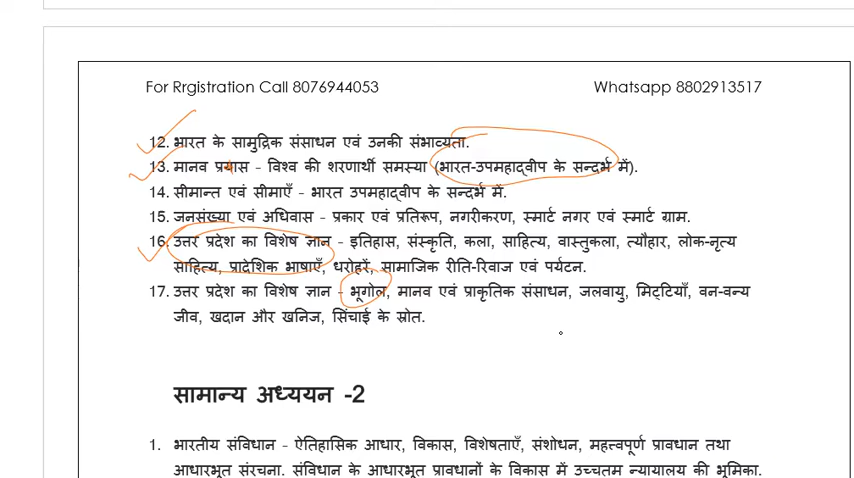 For Rrgistration Call 8076944053 Whatsapp 8802913517
12. भारत के सामुद्रिक संसाधन एवं उनकी संभाव्यता.
13. मानव प्रयास – विश्व की शरणार्थी समस्या (भारत-उपमहाद्वीप के सन्दर्भ में).
14. सीमान्त एवं सीमाएँ – भारत उपमहाद्वीप के सन्दर्भ में.
15. जनसंख्या एवं अधिवास – प्रकार एवं प्रतिरूप, नगरीकरण, स्मार्ट नगर एवं स्मार्ट ग्राम.
16. उत्तर प्रदेश का विशेष ज्ञान – इतिहास, संस्कृति, कला, साहित्य, वास्तुकला, त्यौहार, लोक-नृत्य
साहित्य, प्रादेशिक भाषाएँ, धरोहरें, सामाजिक रीति-रिवाज एवं पर्यटन.
17. उत्तर प्रदेश का विशेष ज्ञान – भूगोल, मानव एवं प्राकृतिक संसाधन, जलवायु, मिट्टियाँ, वन-वन्य
जीव, खदान और खनिज, सिंचाई के स्रोत.
सामान्य अध्ययन -2
1. भारतीय संविधान – ऐतिहासिक आधार, विकास, विशेषताएँ, संशोधन, महत्वपूर्ण प्रावधान तथा
आधारभूत संरचना. संविधान के आधारभूत प्रावधानों के विकास में उच्चतम न्यायालय की भूमिका.